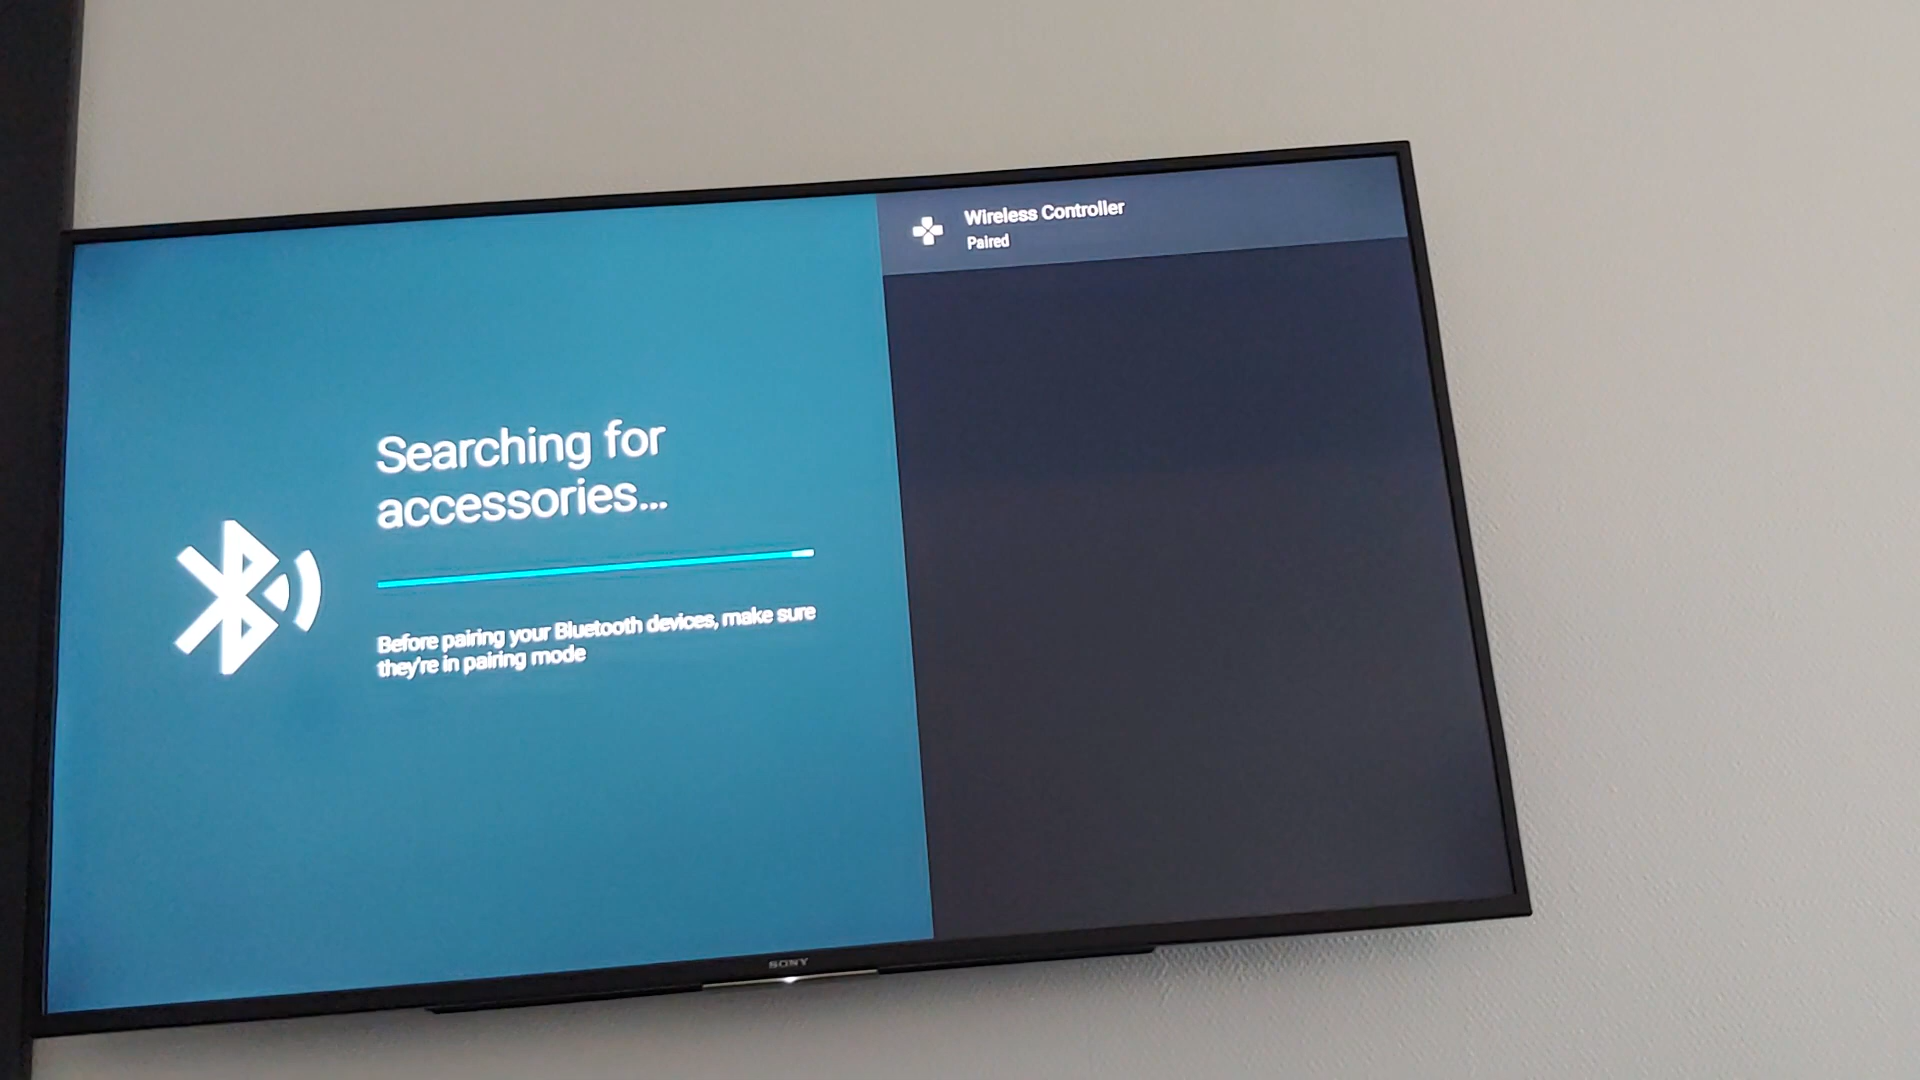 Searching for
accessories...
Before pairing your Bluetooth devices, make sure
they're in pairing mode
Wireless Controller
Paired
SONY